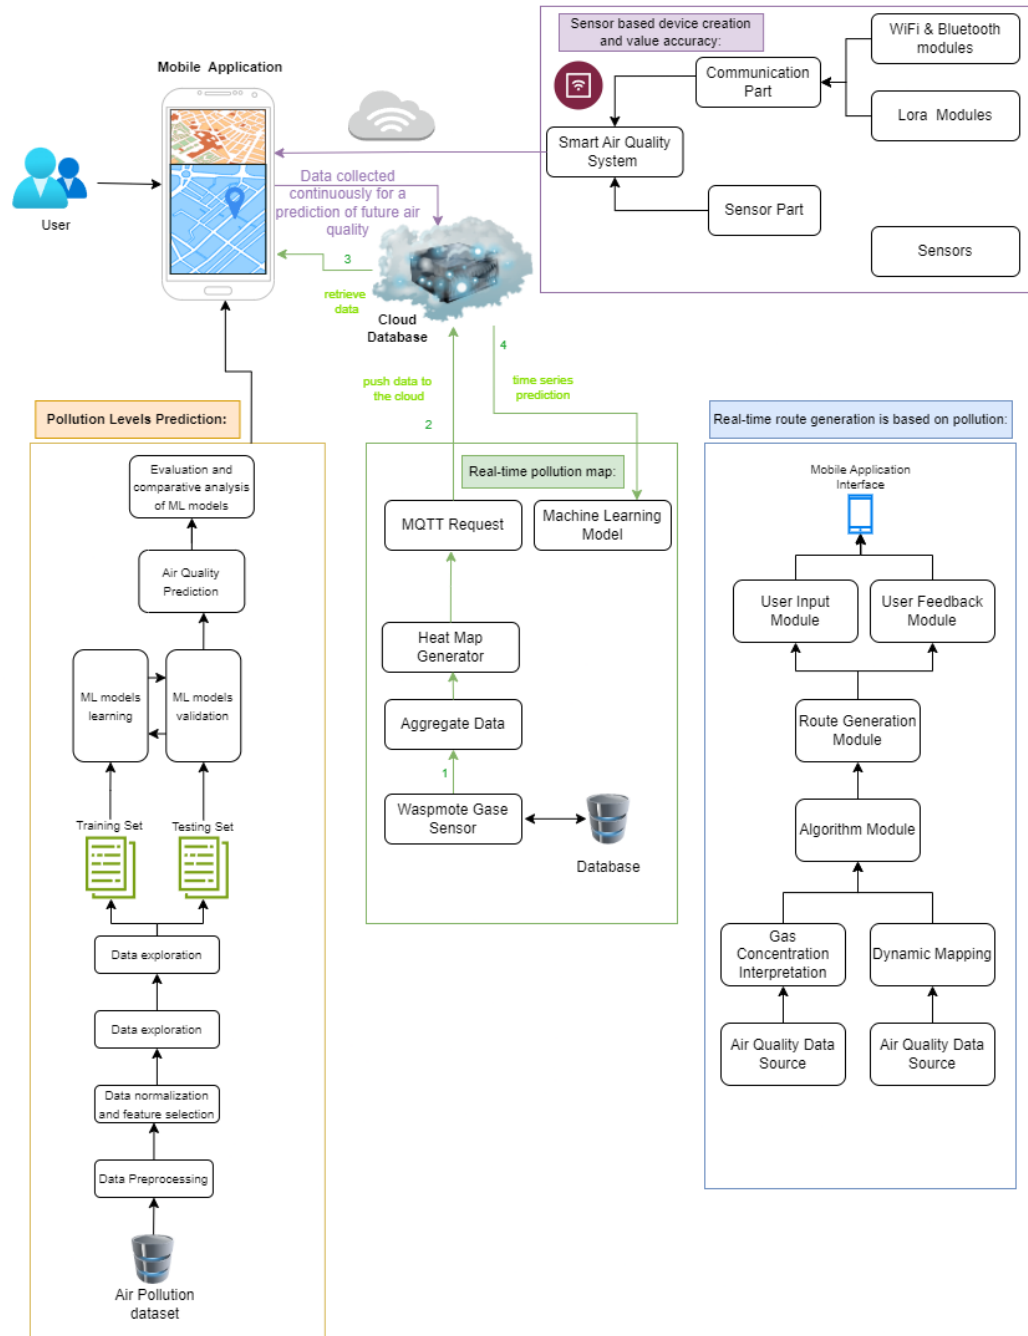 Sensor based device creation
and value accuracy:
WiFi & Bluetooth
modules
Communication
Part
Lora Modules
Smart Air Quality
System
Sensor Part
Sensors
Mobile Application
User
Data collected
continuously for a
prediction of future air
quality
3
retrieve
data
Cloud
Database
4
push data to
the cloud
time series
prediction
2
Pollution Levels Prediction:
Evaluation and
comparative analysis
of ML models
Air Quality
Prediction
ML models
learning
ML models
validation
Training Set
Testing Set
Data exploration
Data exploration
Data normalization
and feature selection
Data Preprocessing
Air Pollution
dataset
Real-time pollution map:
MQTT Request
Machine Learning
Model
Heat Map
Generator
Aggregate Data
1
Waspmote Gase
Sensor
Database
Real-time route generation is based on pollution:
Mobile Application
Interface
User Input
Module
User Feedback
Module
Route Generation
Module
Algorithm Module
Gas
Concentration
Interpretation
Dynamic Mapping
Air Quality Data
Source
Air Quality Data
Source